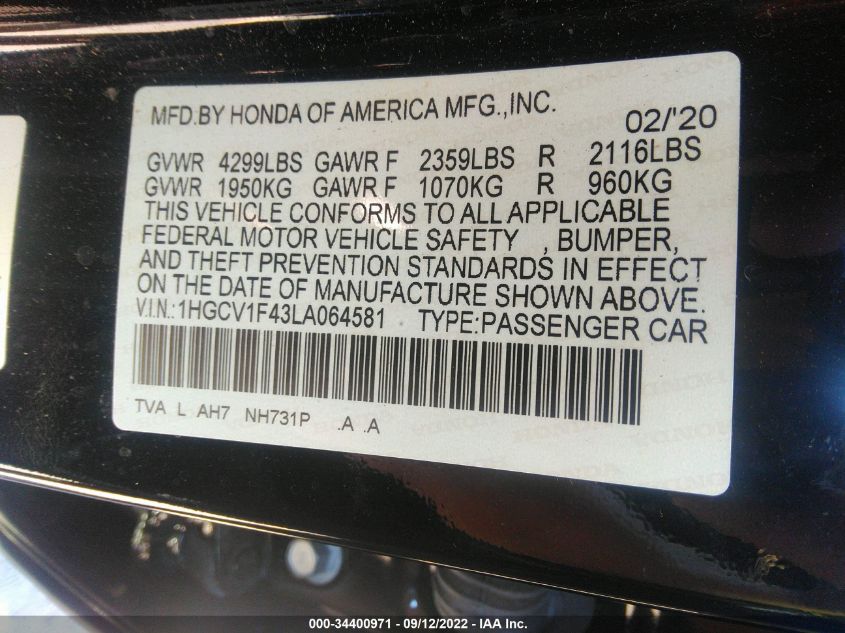 MFD.BY HONDA OF AMERICA MFG.,INC.
02/'20
GVWR 4299LBS GAWR F 2359LBS R 2116LBS
GVWR 1950KG GAWR F 1070KG R 960KG
THIS VEHICLE CONFORMS TO ALL APPLICABLE
FEDERAL MOTOR VEHICLE SAFETY , BUMPER,
AND THEFT PREVENTION STANDARDS IN EFFECT
ON THE DATE OF MANUFACTURE SHOWN ABOVE.
V.I.N.:1HGCV1F43LA064581 TYPE:PASSENGER CAR
TVA L AH7 NH731P .A .A
000-34400971 - 09/12/2022 - IAA Inc.